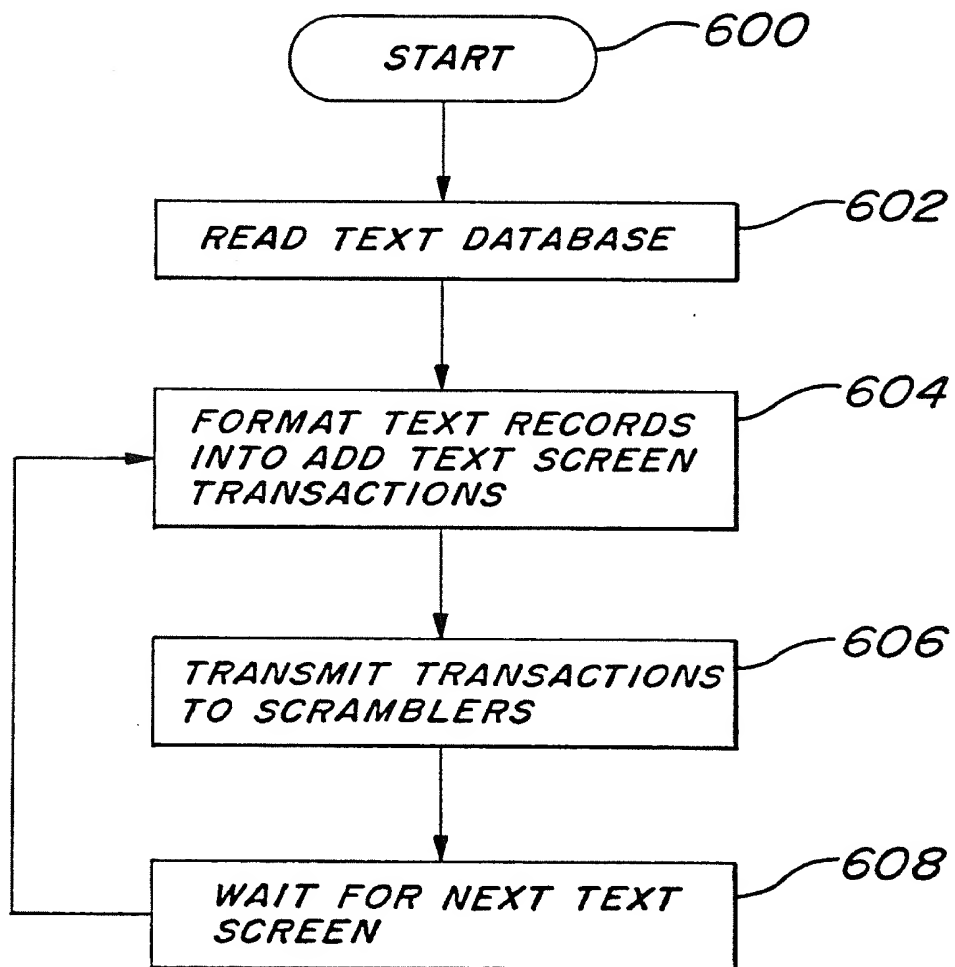 START
600
READ TEXT DATABASE
602
FORMAT TEXT RECORDS
INTO ADD TEXT SCREEN
TRANSACTIONS
604
TRANSMIT TRANSACTIONS
TO SCRAMBLERS
606
WAIT FOR NEXT TEXT
SCREEN
608